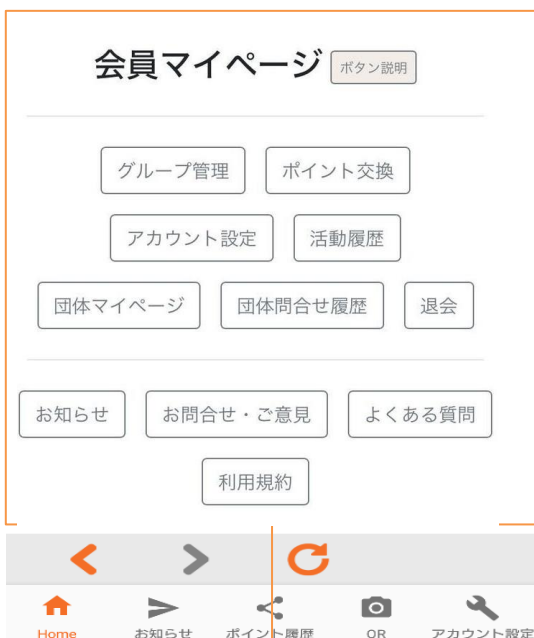 会員マイページ ボタン説明
グループ管理 ポイント交換
アカウント設定 活動履歴
団体マイページ 団体問合せ履歴 退会
お知らせ お問合せ・ご意見 よくある質問
利用規約
Home お知らせ ポイント履歴 QR アカウント設定